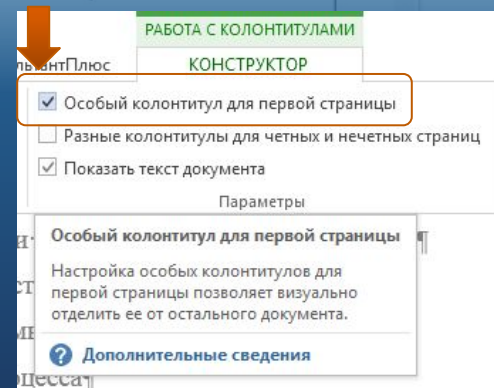 РАБОТА С КОЛОНТИТУЛАМИ
КОНСТРУКТОР
Особый колонтитул для первой страницы
Разные колонтитулы для четных и нечетных страниц
Показать текст документа
Параметры
Особый колонтитул для первой страницы ¶
Настройка особых колонтитулов для
первой страницы позволяет визуально
отделить ее от остального документа.
? Дополнительные сведения